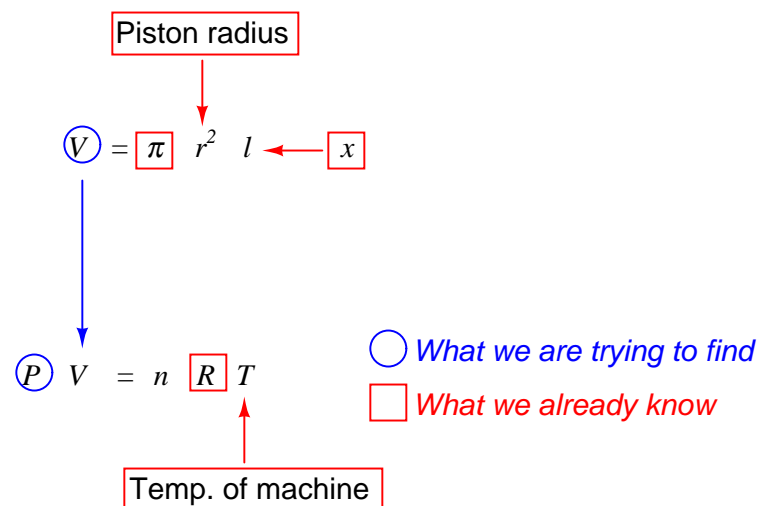 Piston radius
V = π r² l x
What we are trying to find
P V = n R T
What we already know
Temp. of machine